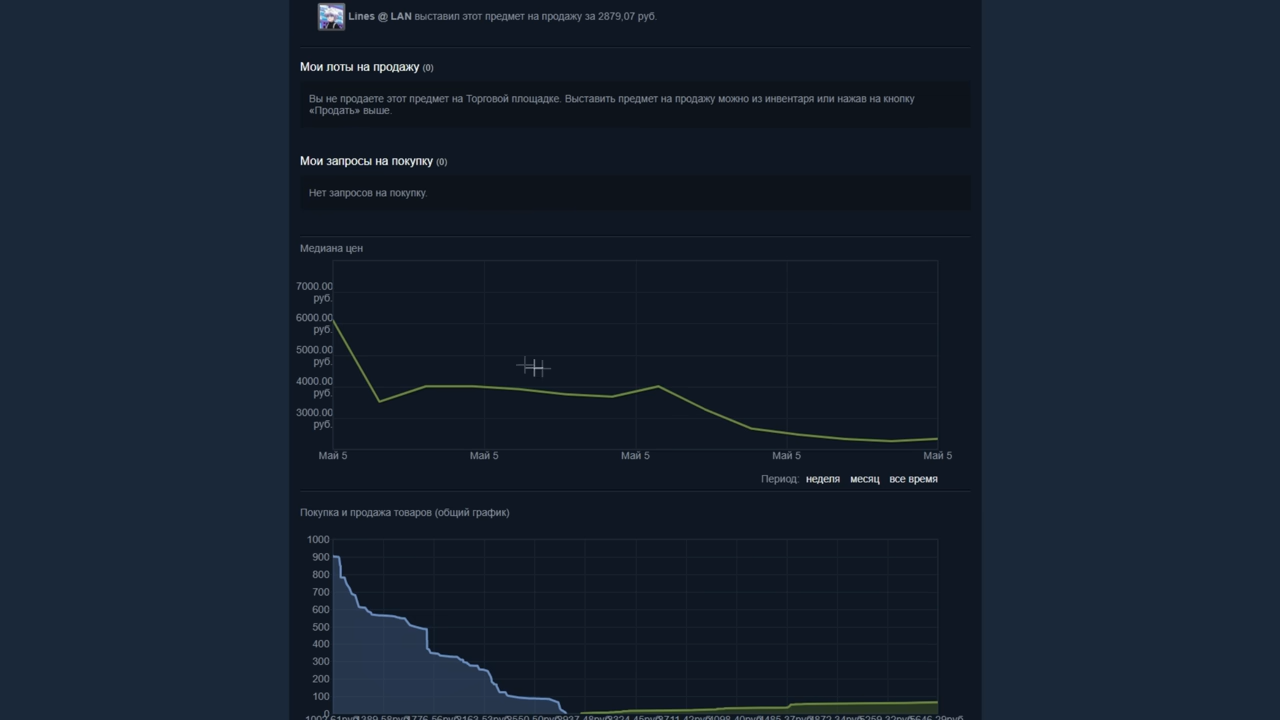 Lines @ LAN выставил этот предмет на продажу за 2879,07 руб.
Мои лоты на продажу (0)
Вы не продаете этот предмет на Торговой площадке. Выставить предмет на продажу можно из инвентаря или нажав на кнопку
«Продать» выше.
Мои запросы на покупку (0)
Нет запросов на покупку.
Медиана цен
7000.00
руб.
6000.00
руб.
5000.00
руб.
4000.00
руб.
3000.00
руб.
Май 5 Май 5 Май 5 Май 5 Май 5
Период: неделя месяц все время
Покупка и продажа товаров (общий график)
1000
900
800
700
600
500
400
300
200
100
0